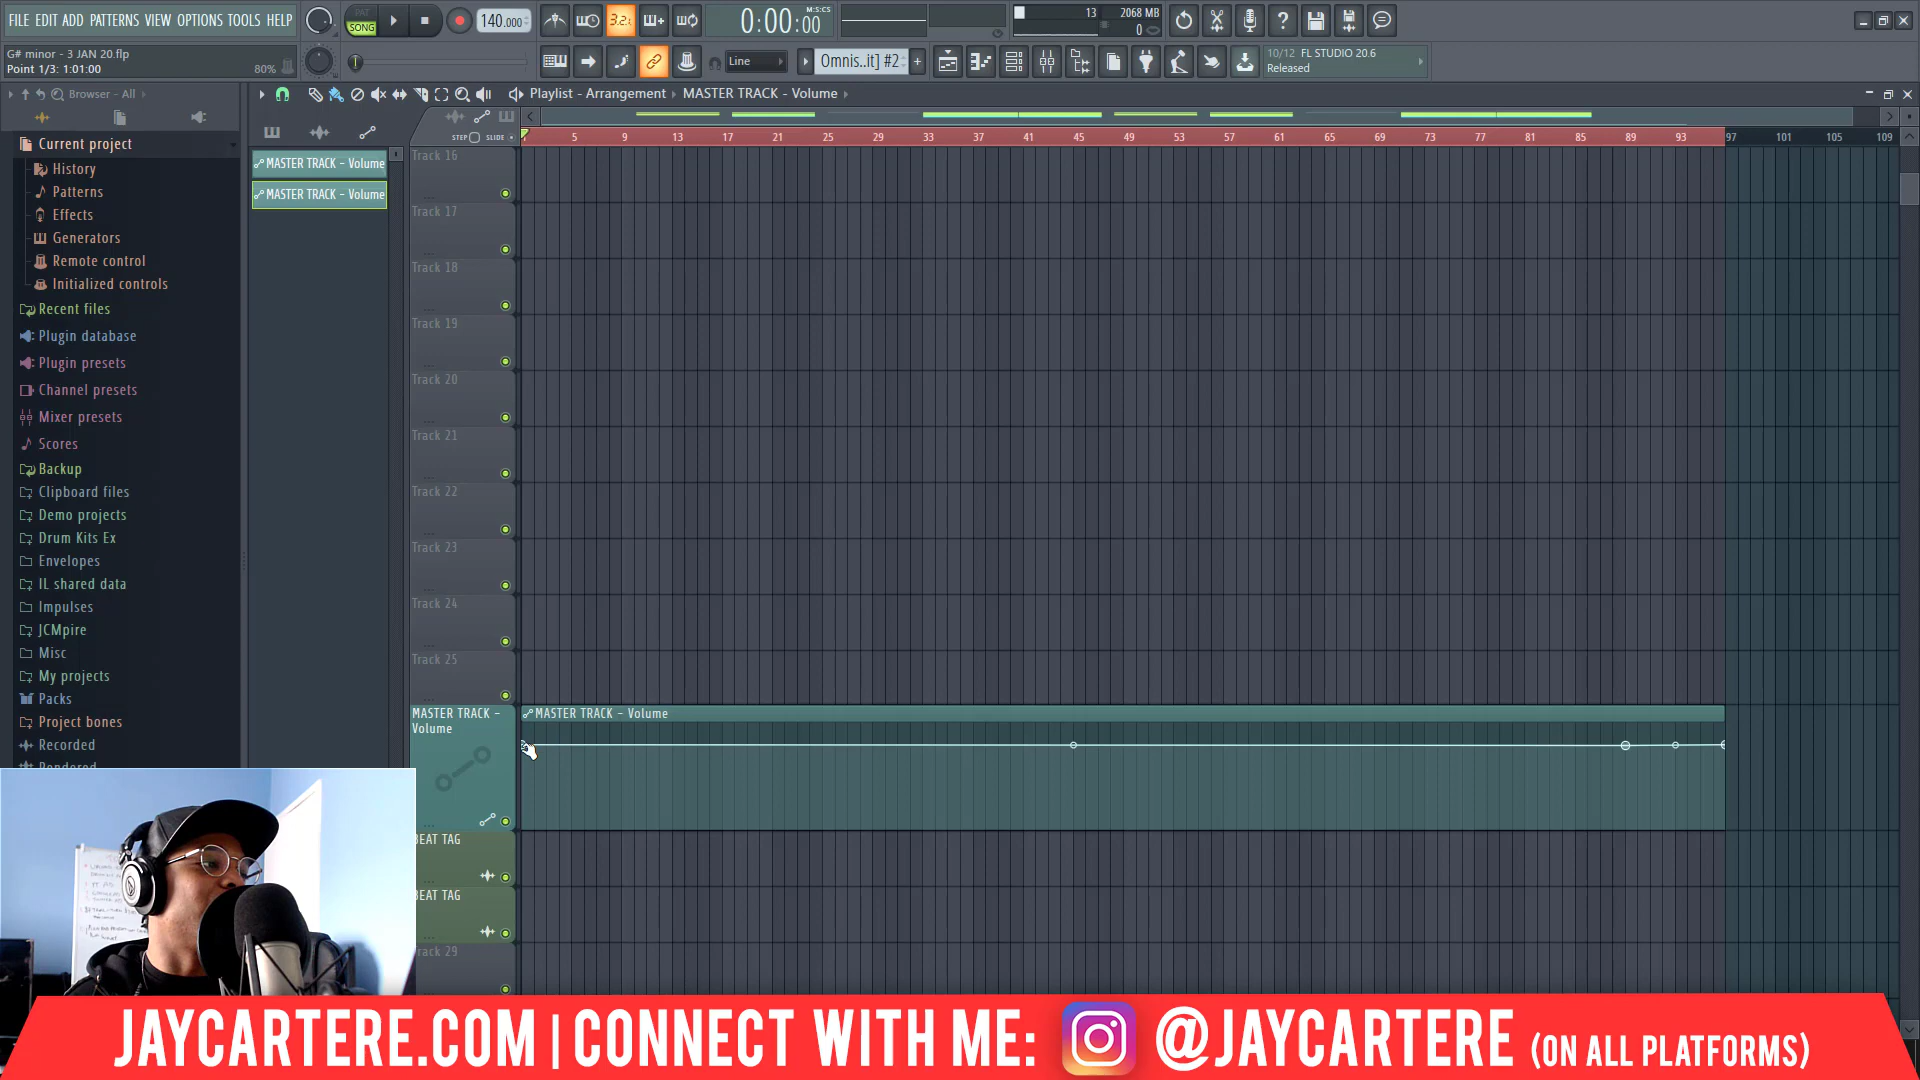 FILE EDIT ADD PATTERNS VIEW OPTIONS TOOLS HELP
PAT
SONG
140.000
3.2.
0:00:00
M:S:CS
13
2068 MB
0
G# minor - 3 JAN 20.flp
Point 1/3: 1:01:00
80%
Line
Omnis..it] #2
10/12 FL STUDIO 20.6
Released
Browser - All
Playlist - Arrangement
MASTER TRACK - Volume
STEP
SLIDE
5 9 13 17 21 25 29 33 37 41 45 49 53 57 61 65 69 73 77 81 85 89 93 97 101 105 109
Current project
History
Patterns
Effects
Generators
Remote control
Initialized controls
Recent files
Plugin database
Plugin presets
Channel presets
Mixer presets
Scores
Backup
Clipboard files
Demo projects
Drum Kits Ex
Envelopes
IL shared data
Impulses
JCMpire
Misc
My projects
Packs
Project bones
Recorded
MASTER TRACK - Volume
MASTER TRACK - Volume
Track 16
Track 17
Track 18
Track 19
Track 20
Track 21
Track 22
Track 23
Track 24
Track 25
MASTER TRACK -
Volume
MASTER TRACK - Volume
BEAT TAG
BEAT TAG
Track 29
JAYCARTERE.COM | CONNECT WITH ME: @JAYCARTERE (ON ALL PLATFORMS)